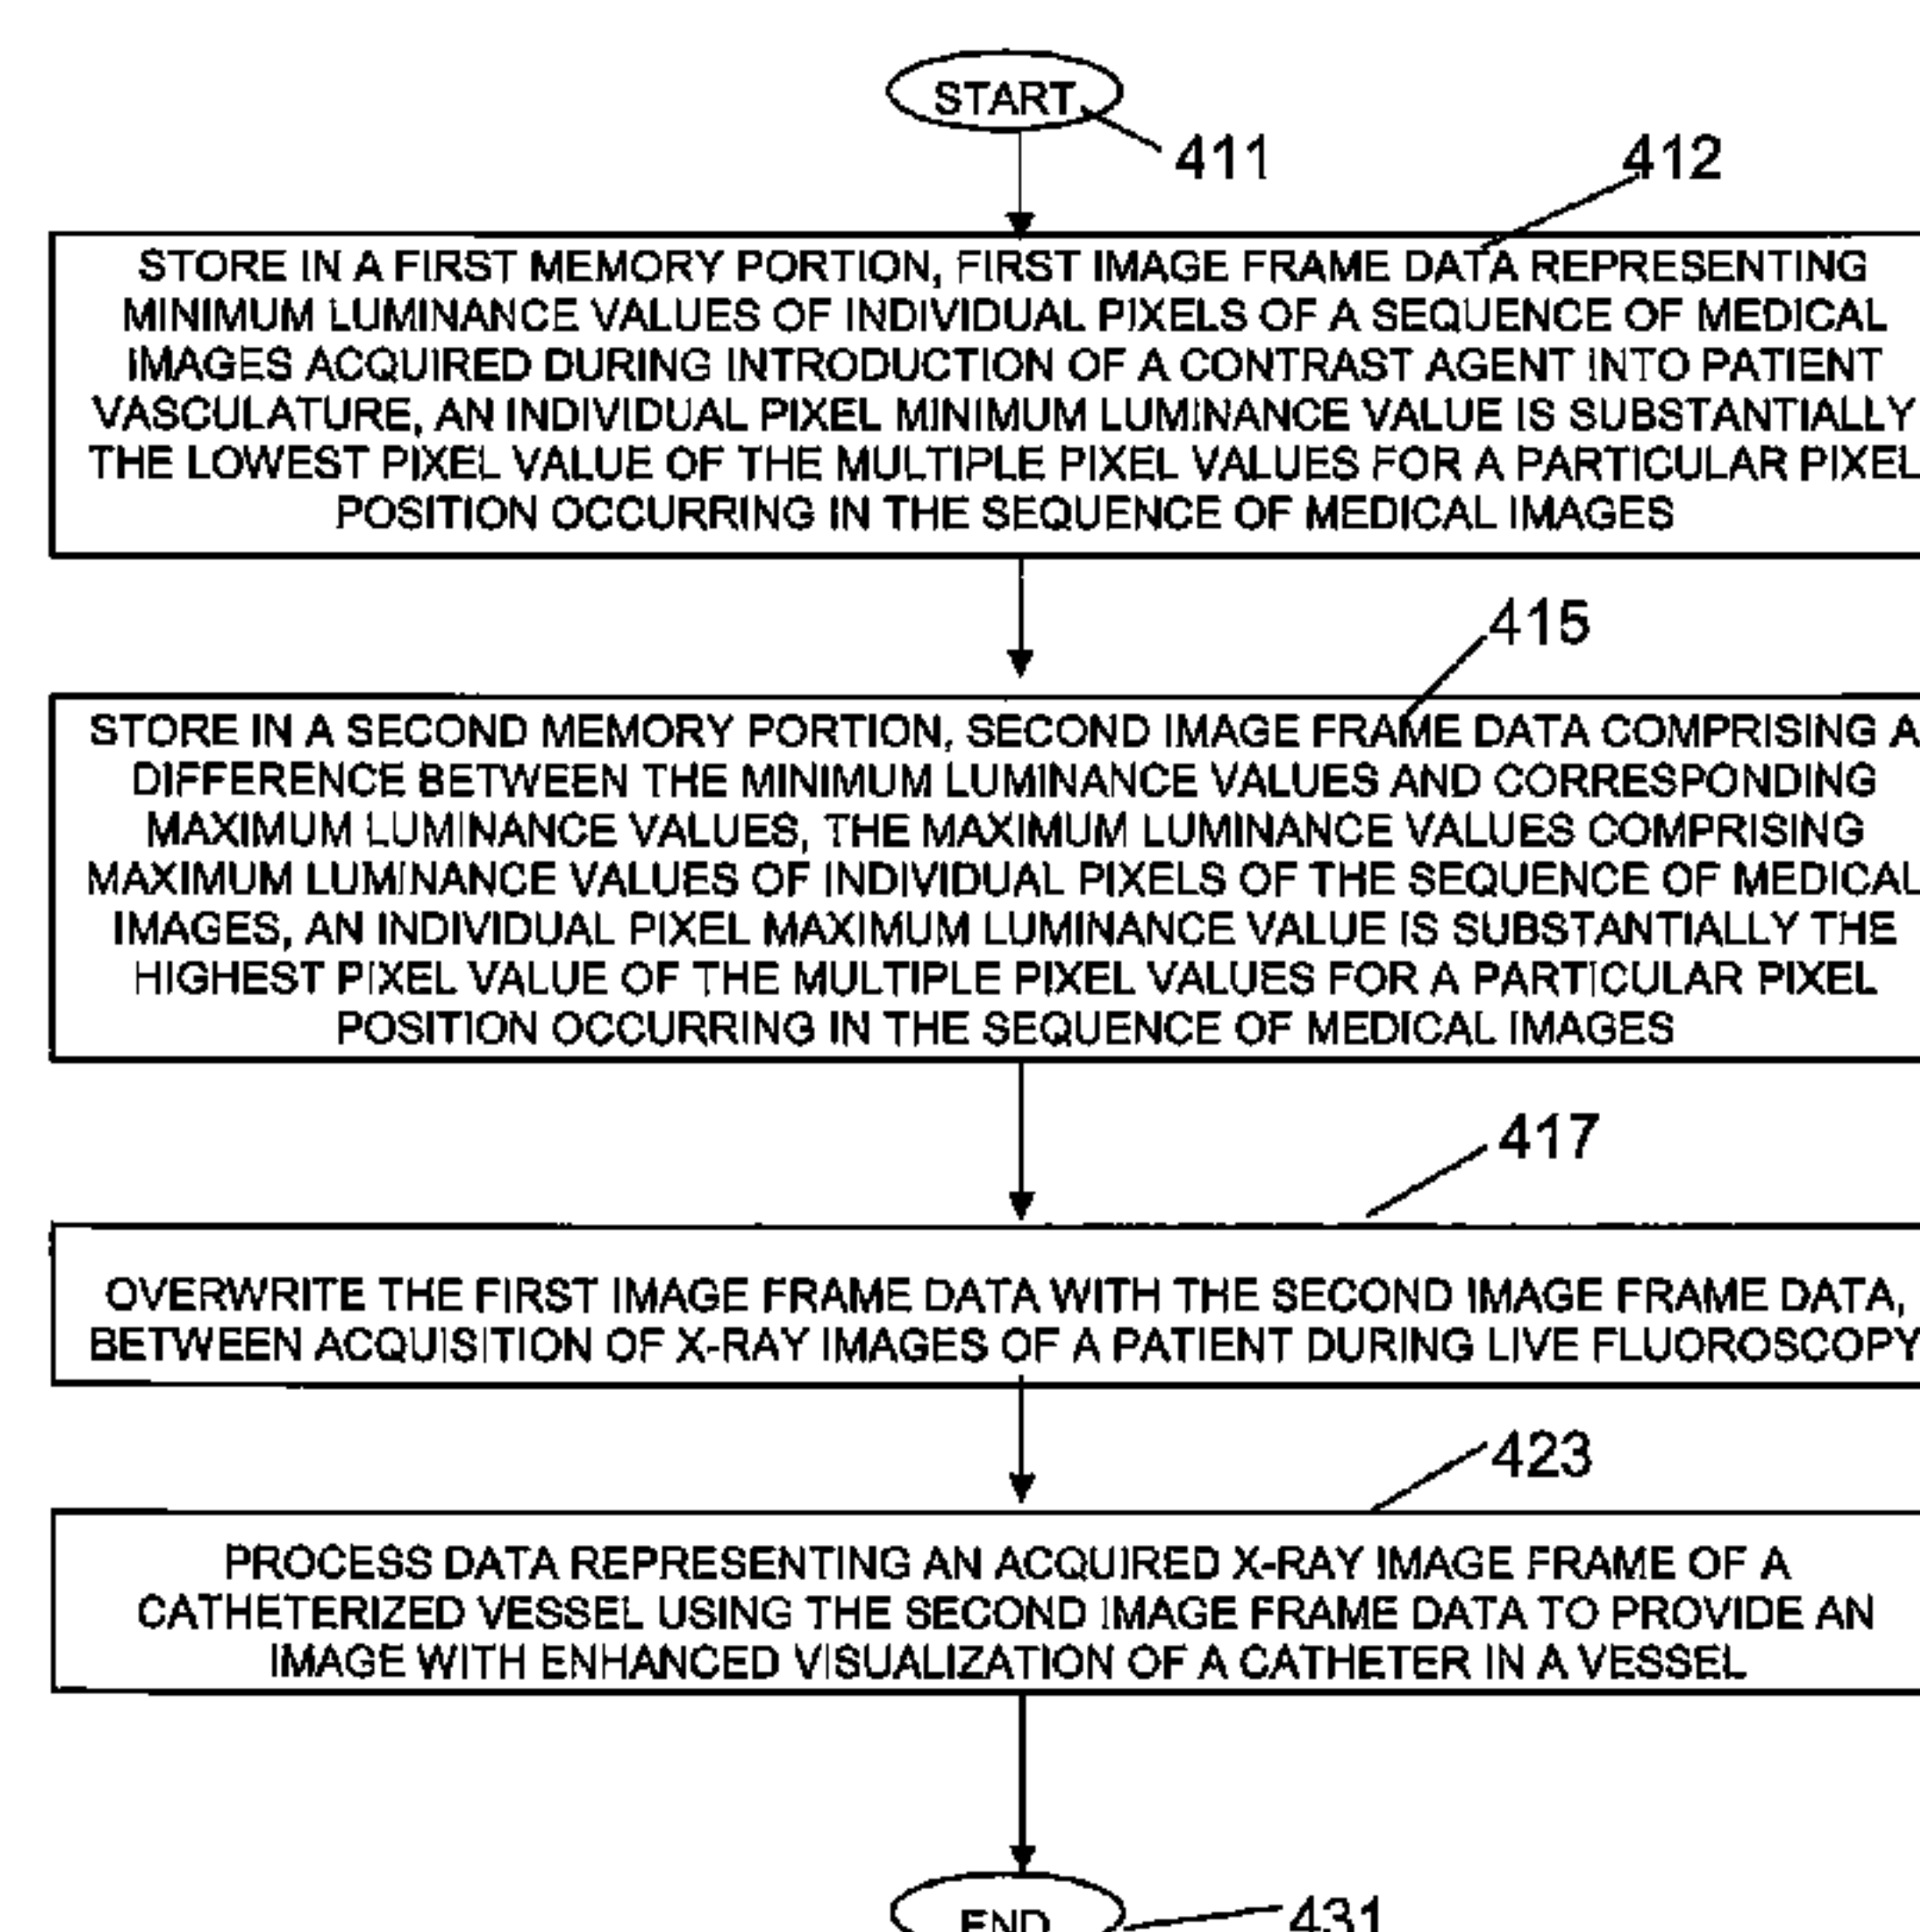 START
411
412
STORE IN A FIRST MEMORY PORTION, FIRST IMAGE FRAME DATA REPRESENTING
MINIMUM LUMINANCE VALUES OF INDIVIDUAL PIXELS OF A SEQUENCE OF MEDICAL
IMAGES ACQUIRED DURING INTRODUCTION OF A CONTRAST AGENT INTO PATIENT
VASCULATURE, AN INDIVIDUAL PIXEL MINIMUM LUMINANCE VALUE IS SUBSTANTIALLY
THE LOWEST PIXEL VALUE OF THE MULTIPLE PIXEL VALUES FOR A PARTICULAR PIXEL
POSITION OCCURRING IN THE SEQUENCE OF MEDICAL IMAGES
415
STORE IN A SECOND MEMORY PORTION, SECOND IMAGE FRAME DATA COMPRISING A
DIFFERENCE BETWEEN THE MINIMUM LUMINANCE VALUES AND CORRESPONDING
MAXIMUM LUMINANCE VALUES, THE MAXIMUM LUMINANCE VALUES COMPRISING
MAXIMUM LUMINANCE VALUES OF INDIVIDUAL PIXELS OF THE SEQUENCE OF MEDICAL
IMAGES, AN INDIVIDUAL PIXEL MAXIMUM LUMINANCE VALUE IS SUBSTANTIALLY THE
HIGHEST PIXEL VALUE OF THE MULTIPLE PIXEL VALUES FOR A PARTICULAR PIXEL
POSITION OCCURRING IN THE SEQUENCE OF MEDICAL IMAGES
417
OVERWRITE THE FIRST IMAGE FRAME DATA WITH THE SECOND IMAGE FRAME DATA,
BETWEEN ACQUISITION OF X-RAY IMAGES OF A PATIENT DURING LIVE FLUOROSCOPY
423
PROCESS DATA REPRESENTING AN ACQUIRED X-RAY IMAGE FRAME OF A
CATHETERIZED VESSEL USING THE SECOND IMAGE FRAME DATA TO PROVIDE AN
IMAGE WITH ENHANCED VISUALIZATION OF A CATHETER IN A VESSEL
END
431